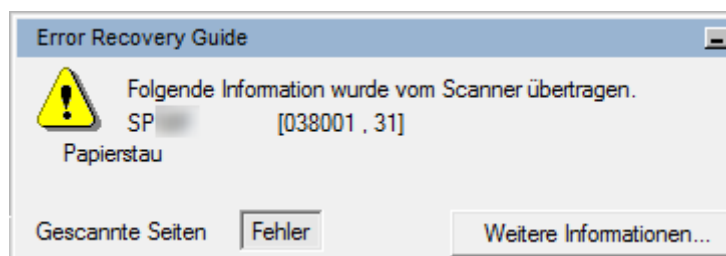 Error Recovery Guide
Folgende Information wurde vom Scanner übertragen.
SP [038001 , 31]
Papierstau
Gescannte Seiten Fehler Weitere Informationen...